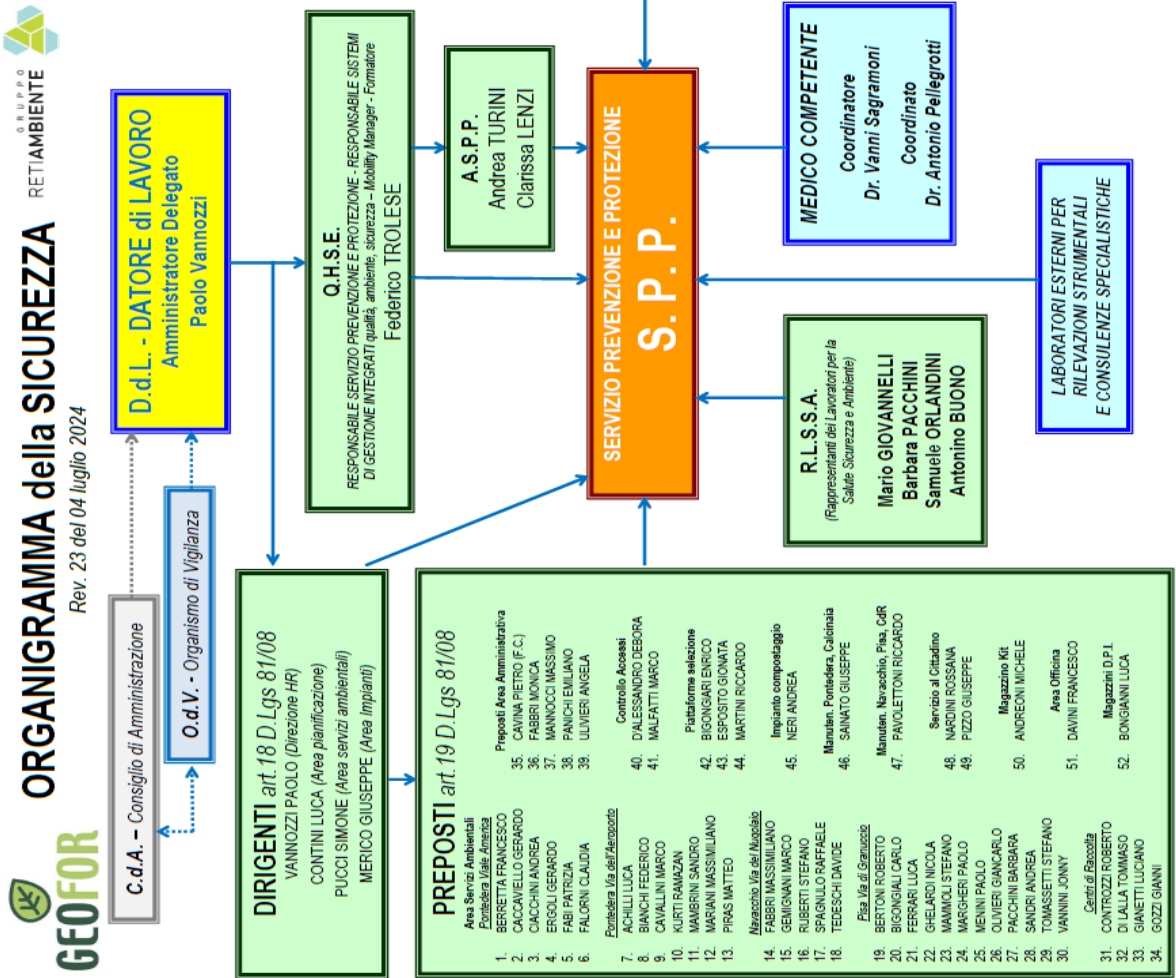 GEOFOR
ORGANIGRAMMA della SICUREZZA
Rev. 23 del 04 luglio 2024
GRUPPO
RETIAMBIENTE
C.d.A. – Consiglio di Amministrazione
O.d.V. - Organismo di Vigilanza
D.d.L. - DATORE di LAVORO
Amministratore Delegato
Paolo Vannozzi
DIRIGENTI art.18 D.Lgs 81/08
VANNOZZI PAOLO (Direzione HR)
CONTINI LUCA (Area pianificazione)
PUCCI SIMONE (Area servizi ambientali)
MERICO GIUSEPPE (Area Impianti)
Q.H.S.E.
RESPONSABILE SERVIZIO PREVENZIONE E PROTEZIONE - RESPONSABILE SISTEMI
DI GESTIONE INTEGRATI qualità, ambiente, sicurezza – Mobility Manager - Formatore
Federico TROLESE
A.S.P.P.
Andrea TURINI
Clarissa LENZI
PREPOSTI art.19 D.Lgs 81/08
Area Servizi Ambientali
Pontedera Viale America
1. BERRETTA FRANCESCO
2. CACCAVIELLO GERARDO
3. CIACCHINI ANDREA
4. ERGOLI GERARDO
5. FABI PATRIZIA
6. FALORNI CLAUDIA
Pontedera Via dell'Aeroporto
7. ACHILLI LUCA
8. BIANCHI FEDERICO
9. CAVALLINI MARCO
10. KURTI RAMAZAN
11. MAMBRINI SANDRO
12. MARIANI MASSIMILIANO
13. PIRAS MATTEO
Navacchio Via del Nugolaio
14. FABBRI MASSIMILIANO
15. GEMIGNANI MARCO
16. RUBERTI STEFANO
17. SPAGNULO RAFFAELE
18. TEDESCHI DAVIDE
Pisa Via di Granuccio
19. BERTONI ROBERTO
20. BIGONGIALI CARLO
21. FERRARI LUCA
22. GHELARDI NICOLA
23. MAMMOLI STEFANO
24. MARGHERI PAOLO
25. MENINI PAOLO
26. OLIVIERI GIANCARLO
27. PACCHINI BARBARA
28. SANDRI ANDREA
29. TOMASSETTI STEFANO
30. VANNINI JONNY
Centri di Raccolta
31. CONTROZZI ROBERTO
32. DI LALLA TOMMASO
33. GIANETTI LUCIANO
34. GOZZI GIANNI
Preposti Area Amministrativa
35. CAVINA PIETRO (F.C.)
36. FABBRI MONICA
37. MANNOCCI MASSIMO
38. PANICHI EMILIANO
39. ULIVIERI ANGELA
Controllo Accessi
40. D'ALESSANDRO DEBORA
41. MALFATTI MARCO
Piattaforme selezione
42. BIGONGIARI ENRICO
43. ESPOSITO GIONATA
44. MARTINI RICCARDO
Impianto compostaggio
45. NERI ANDREA
Manuten. Pontedera, Calcinaia
46. SAINATO GIUSEPPE
Manuten. Navacchio, Pisa, CdR
47. PAVOLETTONI RICCARDO
Servizio al Cittadino
48. NARDINI ROSSANA
49. PIZZO GIUSEPPE
Magazzino Kit
50. ANDREONI MICHELE
Area Officina
51. DAVINI FRANCESCO
Magazzini D.P.I.
52. BONGIANNI LUCA
SERVIZIO PREVENZIONE E PROTEZIONE
S. P. P.
R.L.S.S.A.
(Rappresentanti dei Lavoratori per la
Salute Sicurezza e Ambiente)
Mario GIOVANNELLI
Barbara PACCHINI
Samuele ORLANDINI
Antonino BUONO
MEDICO COMPETENTE
Coordinatore
Dr. Vanni Sagramoni
Coordinato
Dr. Antonio Pellegrotti
LABORATORI ESTERNI PER
RILEVAZIONI STRUMENTALI
E CONSULENZE SPECIALISTICHE